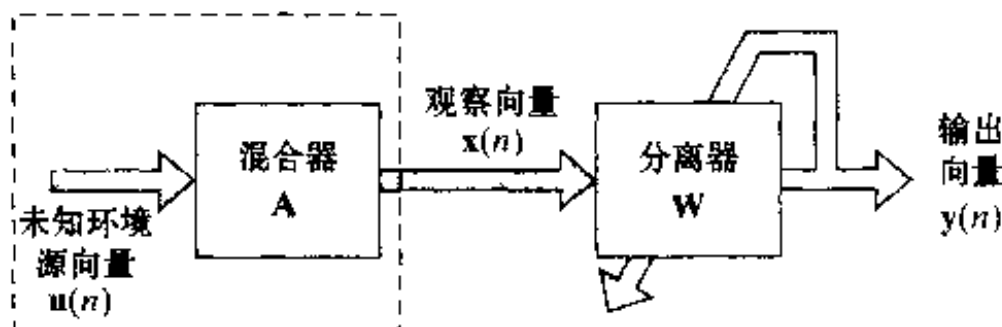 未知环境
源向量
u(n)
混合器
A
观察向量
x(n)
分离器
W
输出
向量
y(n)